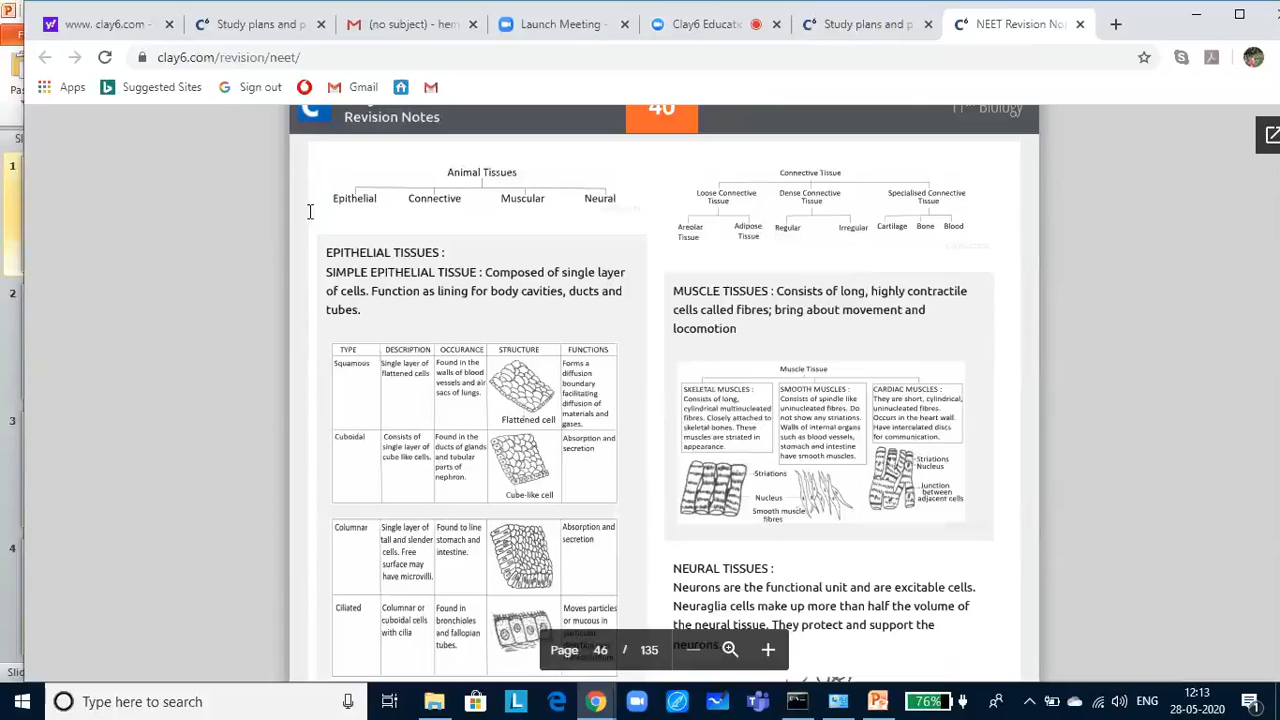 www.clay6.com -
Study plans and p
(no subject) - hem
Launch Meeting -
Clay6 Educati
Study plans and p
NEET Revision No
clay6.com/revision/neet/
Apps
Suggested Sites
Sign out
Gmail
Revision Notes
46
11th Biology
Animal Tissues
Epithelial
Connective
Muscular
Neural
EPITHELIAL TISSUES :
SIMPLE EPITHELIAL TISSUE : Composed of single layer
of cells. Function as lining for body cavities, ducts and
tubes.
TYPE DESCRIPTION OCCURANCE STRUCTURE FUNCTIONS
Squamous
Single layer of
flattened cells
Found in the
walls of blood
vessels and air
sacs of lungs.
Flattened cell
Forms a
diffusion
boundary
facilitating
diffusion of
materials and
gases.
Cuboidal
Consists of
single layer of
cube like cells.
Found in the
ducts of glands
and tubular
parts of
nephron.
Cube-like cell
Absorption and
secretion
Columnar
Single layer of
tall and slender
cells. Free
surface may
have microvilli.
Found to line
stomach and
intestine.
Absorption and
secretion
Ciliated
Columnar or
cuboidal cells
with cilia
Found in
bronchioles
and fallopian
tubes.
Moves particles
or mucous in
Connective Tissue
Loose Connective
Tissue
Dense Connective
Tissue
Specialised Connective
Tissue
Areolar
Tissue
Adipose
Tissue
Regular
Irregular
Cartilage
Bone
Blood
MUSCLE TISSUES : Consists of long, highly contractile
cells called fibres; bring about movement and
locomotion
Muscle Tissue
SKELETAL MUSCLES :
Consists of long,
cylindrical multinucleated
fibres. Closely attached to
skeletal bones. These
muscles are striated in
appearance.
SMOOTH MUSCLES :
Consists of spindle like
uninucleated fibres. Do
not show any striations.
Walls of internal organs
such as blood vessels,
stomach and intestine
have smooth muscles.
CARDIAC MUSCLES :
They are short, cylindrical,
uninucleated fibres.
Occurs in the heart wall.
Have intercalated discs
for communication.
Striations
Nucleus
Smooth muscle
fibres
Striations
Nucleus
Junction
between
adjacent cells
NEURAL TISSUES :
Neurons are the functional unit and are excitable cells.
Neuraglia cells make up more than half the volume of
the neural tissue. They protect and support the
neurons
Page 46 / 135
1
2
3
4
Type here to search
76%
ENG
12:13
28-05-2020